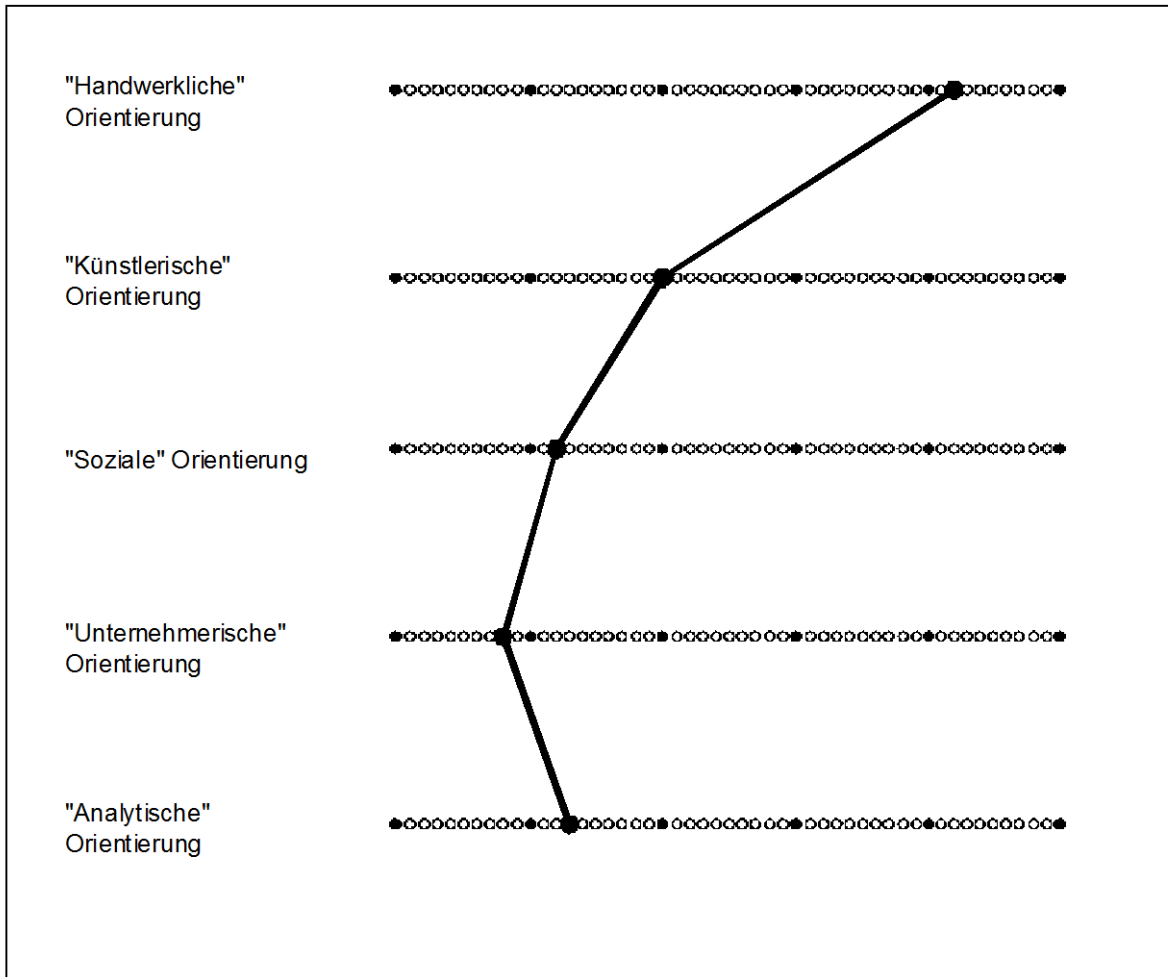 "Handwerkliche"
Orientierung
"Künstlerische"
Orientierung
"Soziale" Orientierung
"Unternehmerische"
Orientierung
"Analytische"
Orientierung